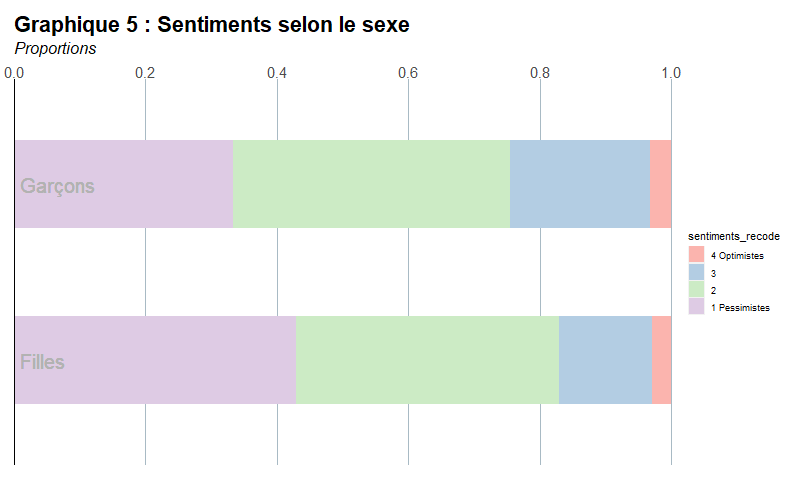 Graphique 5 : Sentiments selon le sexe
Proportions
0.0 0.2 0.4 0.6 0.8 1.0
Garçons
Filles
sentiments_recode
4 Optimistes
3
2
1 Pessimistes